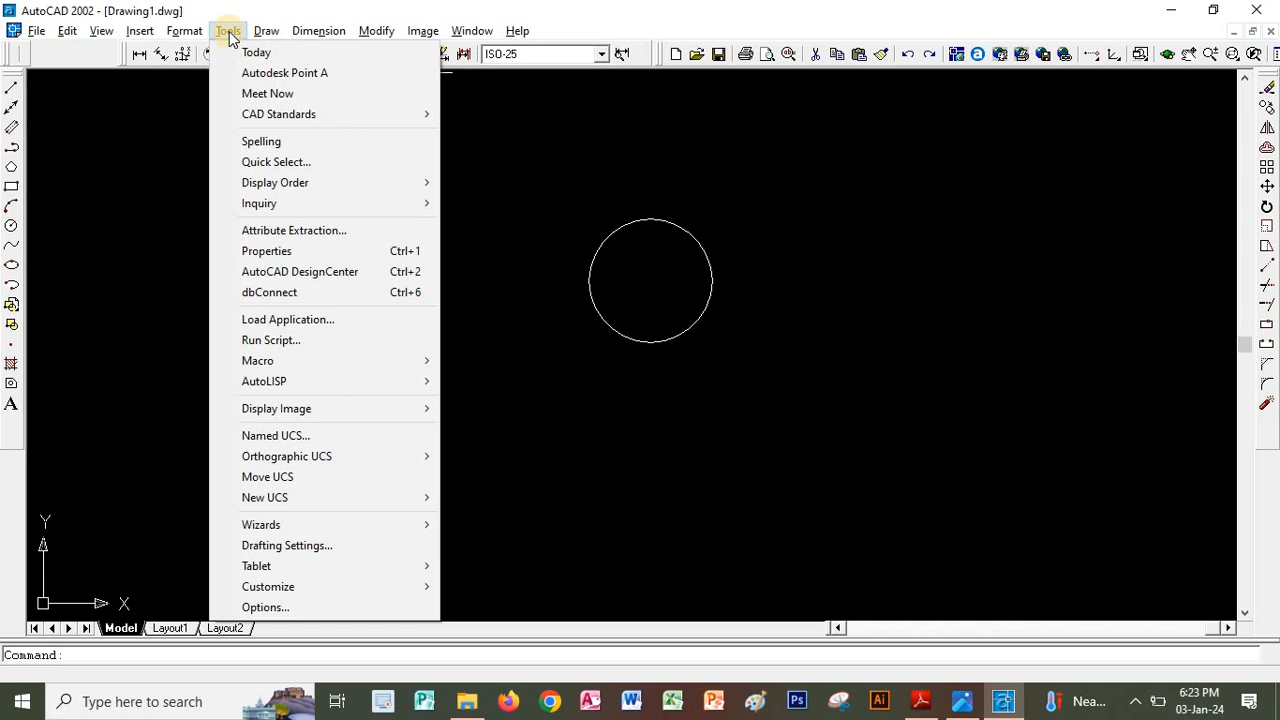 AutoCAD 2002 - [Drawing1.dwg]
File Edit View Insert Format Tools Draw Dimension Modify Image Window Help
ISO-25
Today
Autodesk Point A
Meet Now
CAD Standards
Spelling
Quick Select...
Display Order
Inquiry
Attribute Extraction...
Properties Ctrl+1
AutoCAD DesignCenter Ctrl+2
dbConnect Ctrl+6
Load Application...
Run Script...
Macro
AutoLISP
Display Image
Named UCS...
Orthographic UCS
Move UCS
New UCS
Wizards
Drafting Settings...
Tablet
Customize
Options...
Y
X
Model Layout1 Layout2
Command:
Type here to search
Nea...
6:23 PM
03-Jan-24